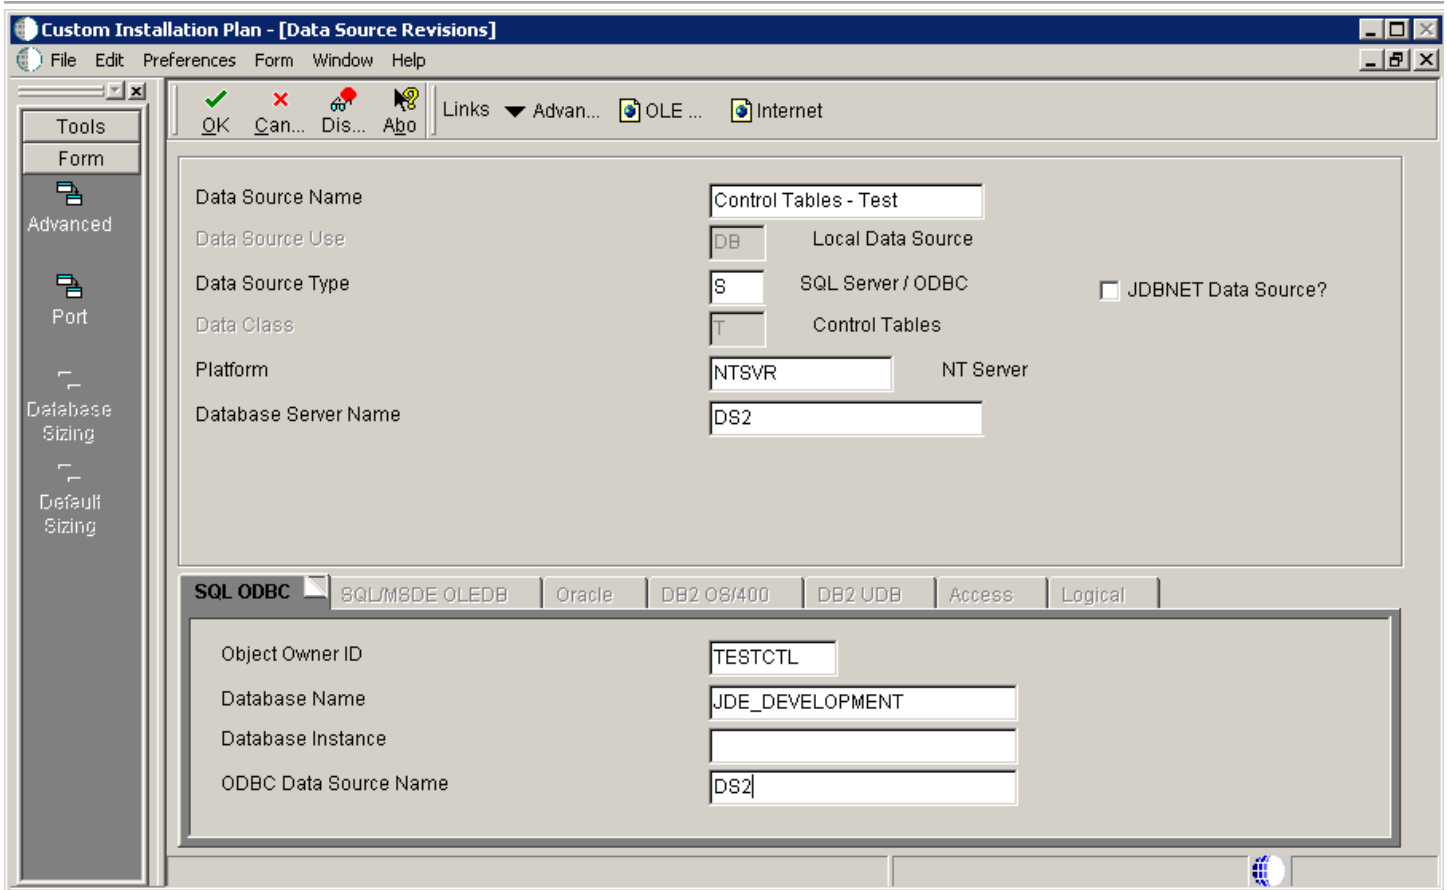 Custom Installation Plan - [Data Source Revisions]
File Edit Preferences Form Window Help
OK Can... Dis... Abo Links Advan... OLE ... Internet
Tools
Form
Advanced
Port
Database
Sizing
Default
Sizing
Data Source Name Control Tables - Test
Data Source Use DB Local Data Source
Data Source Type S SQL Server / ODBC JDBNET Data Source?
Data Class T Control Tables
Platform NTSVR NT Server
Database Server Name DS2
SQL ODBC SQL/MSDE OLEDB Oracle DB2 OS/400 DB2 UDB Access Logical
Object Owner ID TESTCTL
Database Name JDE_DEVELOPMENT
Database Instance
ODBC Data Source Name DS2